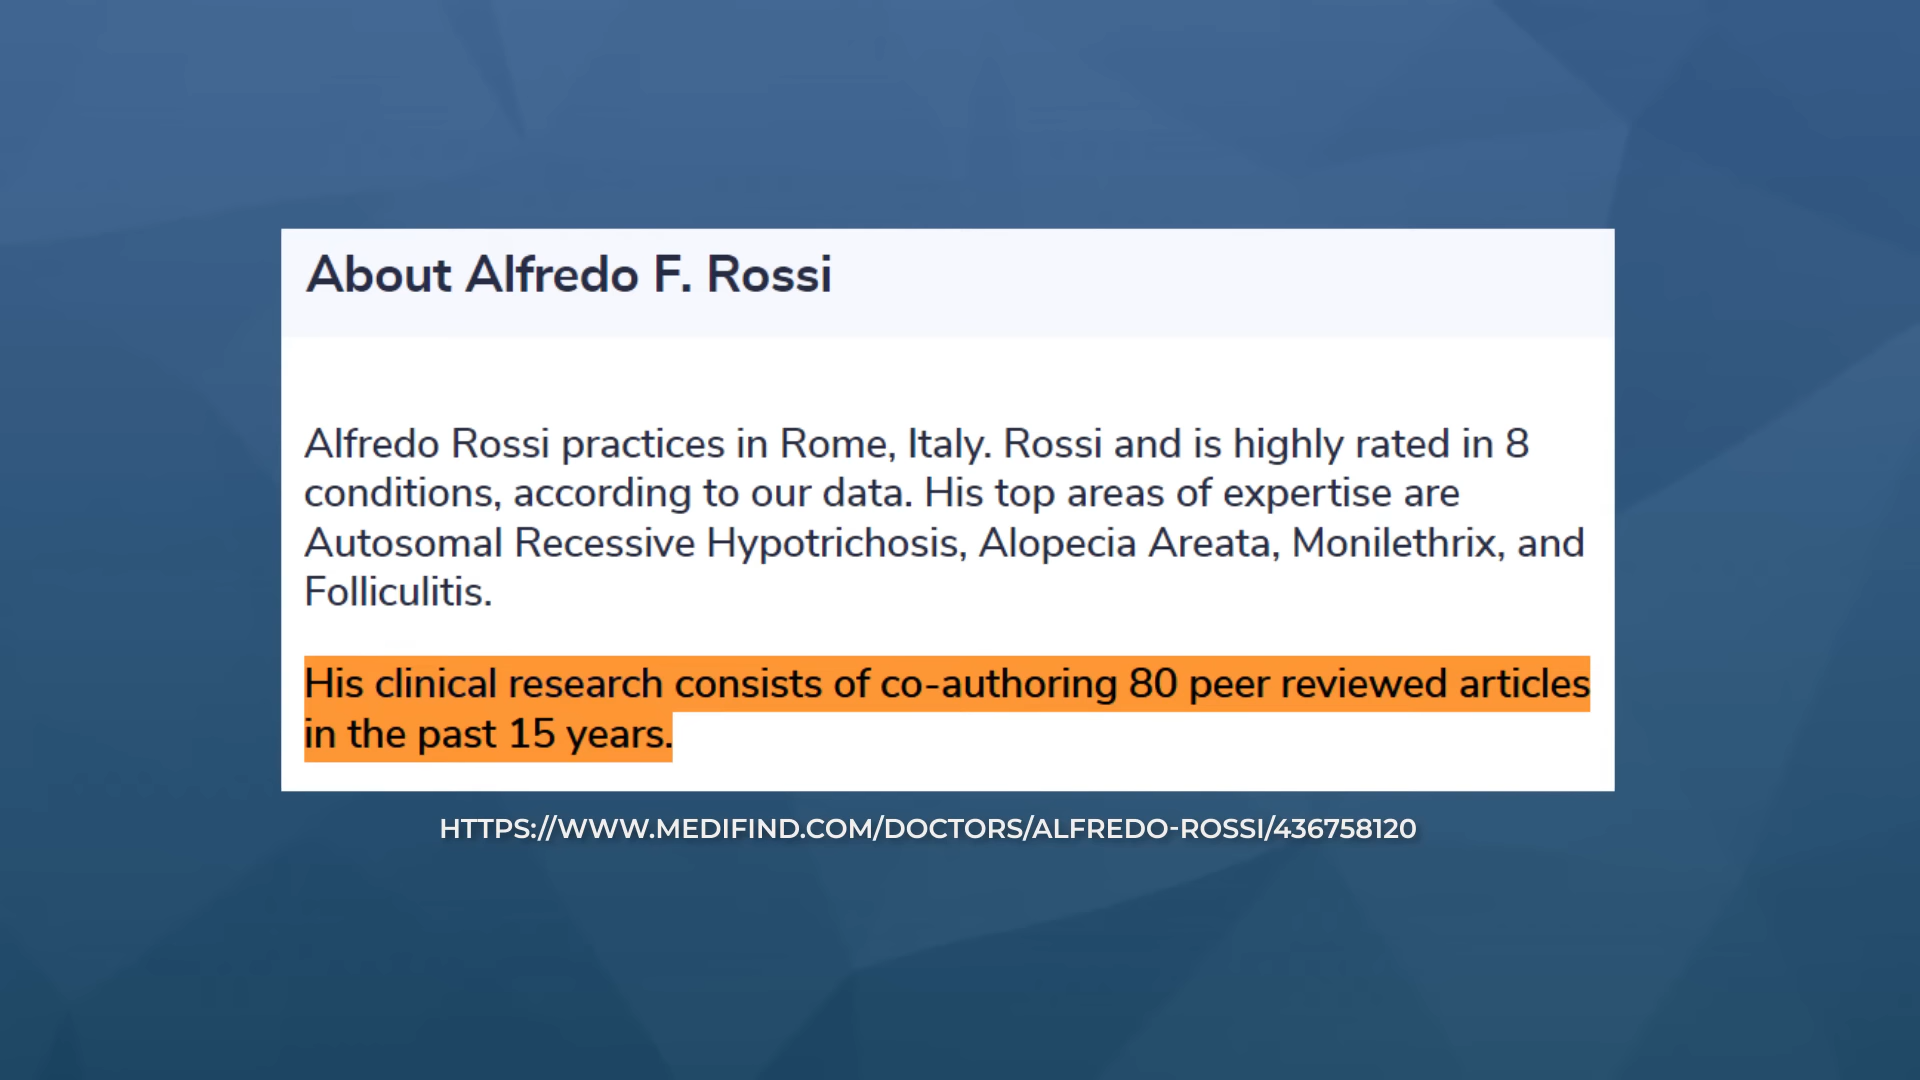 About Alfredo F. Rossi
Alfredo Rossi practices in Rome, Italy. Rossi and is highly rated in 8
conditions, according to our data. His top areas of expertise are
Autosomal Recessive Hypotrichosis, Alopecia Areata, Monilethrix, and
Folliculitis.
His clinical research consists of co-authoring 80 peer reviewed articles
in the past 15 years.
HTTPS://WWW.MEDIFIND.COM/DOCTORS/ALFREDO-ROSSI/436758120